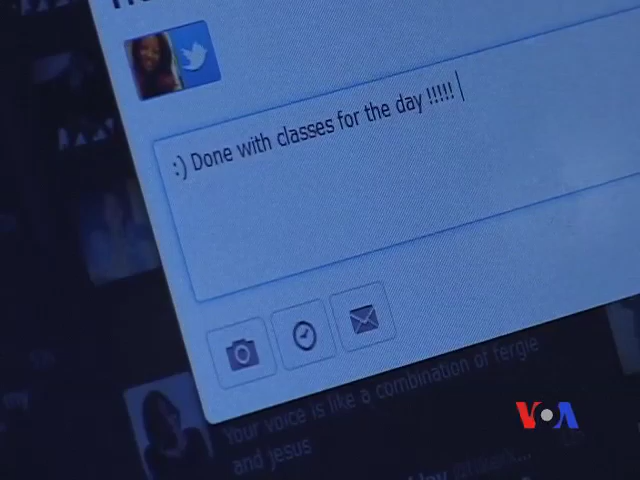 :) Done with classes for the day !!!!!
Your voice is like a combination of fergie
and jesus
VOA